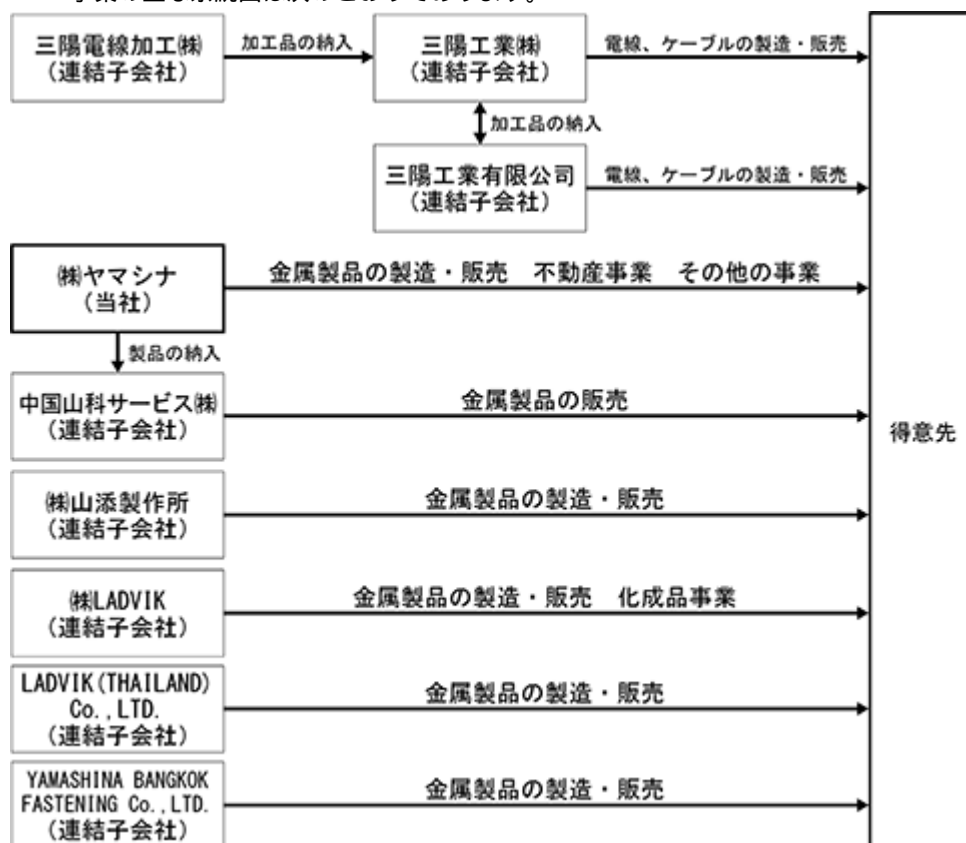 三陽電線加工㈱
(連結子会社)
加工品の納入
三陽工業㈱
(連結子会社)
電線、ケーブルの製造・販売
加工品の納入
三陽工業有限公司
(連結子会社)
電線、ケーブルの製造・販売
㈱ヤマシナ
(当社)
金属製品の製造・販売 不動産事業 その他の事業
製品の納入
中国山科サービス㈱
(連結子会社)
金属製品の販売
得意先
㈱山添製作所
(連結子会社)
金属製品の製造・販売
㈱LADVIK
(連結子会社)
金属製品の製造・販売 化成品事業
LADVIK(THAILAND)
Co.,LTD.
(連結子会社)
金属製品の製造・販売
YAMASHINA BANGKOK
FASTENING Co.,LTD.
(連結子会社)
金属製品の製造・販売